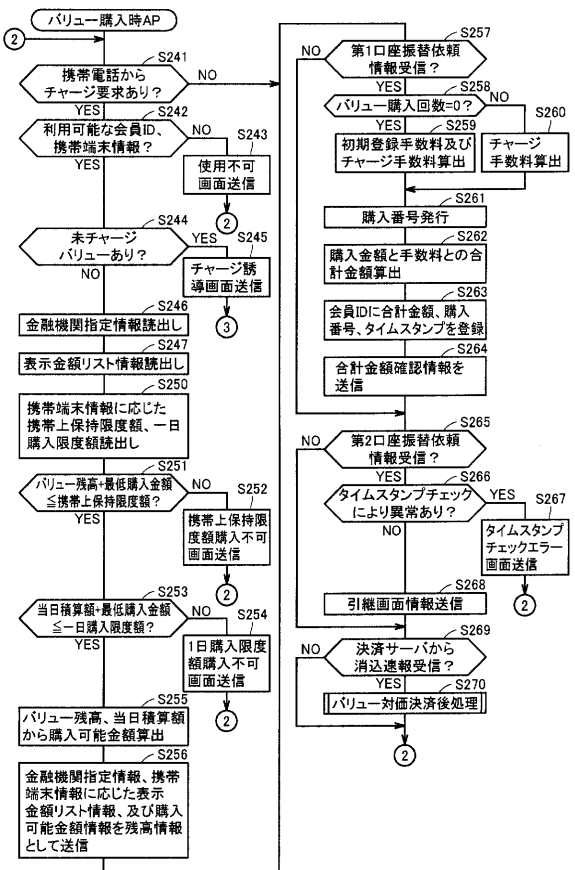 バリュー購入時AP
2
S241
携帯電話から
チャージ要求あり？
NO
YES
S242
利用可能な会員ID、
携帯端末情報？
NO
YES
S243
使用不可
画面送信
2
S244
未チャージ
バリューあり？
YES
NO
S245
チャージ誘
導画面送信
3
S246
金融機関指定情報読出し
S247
表示金額リスト情報読出し
S250
携帯端末情報に応じた
携帯上保持限度額、一日
購入限度額読出し
S251
バリュー残高+最低購入金額
≦携帯上保持限度額？
NO
YES
S252
携帯上保持限
度額購入不可
画面送信
2
S253
当日積算額+最低購入金額
≦一日購入限度額？
NO
YES
S254
1日購入限度
額購入不可
画面送信
2
S255
バリュー残高、当日積算額
から購入可能金額算出
S256
金融機関指定情報、携帯
端末情報に応じた表示
金額リスト情報、及び購入
可能金額情報を残高情報
として送信
S257
第1口座振替依頼
情報受信？
NO
YES
S258
バリュー購入回数=0？
NO
YES
S259
初期登録手数料及び
チャージ手数料算出
S260
チャージ
手数料算出
S261
購入番号発行
S262
購入金額と手数料との合
計金額算出
S263
会員IDに合計金額、購入
番号、タイムスタンプを登録
S264
合計金額確認情報を
送信
S265
第2口座振替依頼
情報受信？
NO
YES
S266
タイムスタンプチェック
により異常あり？
YES
NO
S267
タイムスタンプ
チェックエラー
画面送信
2
S268
引継画面情報送信
S269
決済サーバから
消込速報受信？
NO
YES
S270
バリュー対価決済後処理
2